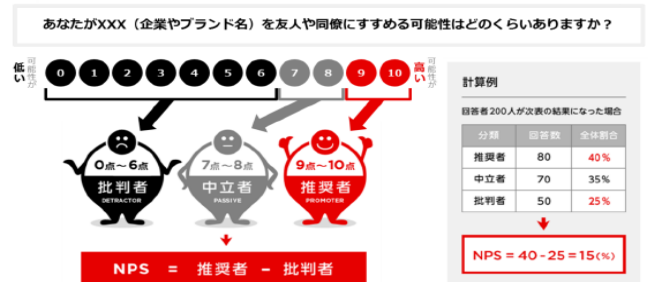 あなたがXXX（企業やブランド名）を友人や同僚にすすめる可能性はどのくらいありますか？
可能性が低い 0 1 2 3 4 5 6 7 8 9 10 可能性が高い
0点～6点 7点～8点 9点～10点
批判者 中立者 推奨者
DETRACTOR PASSIVE PROMOTER
NPS = 推奨者 − 批判者
計算例
回答者200人が次表の結果になった場合
分類 回答数 全体割合
推奨者 80 40%
中立者 70 35%
批判者 50 25%
NPS = 40 - 25 = 15(%)